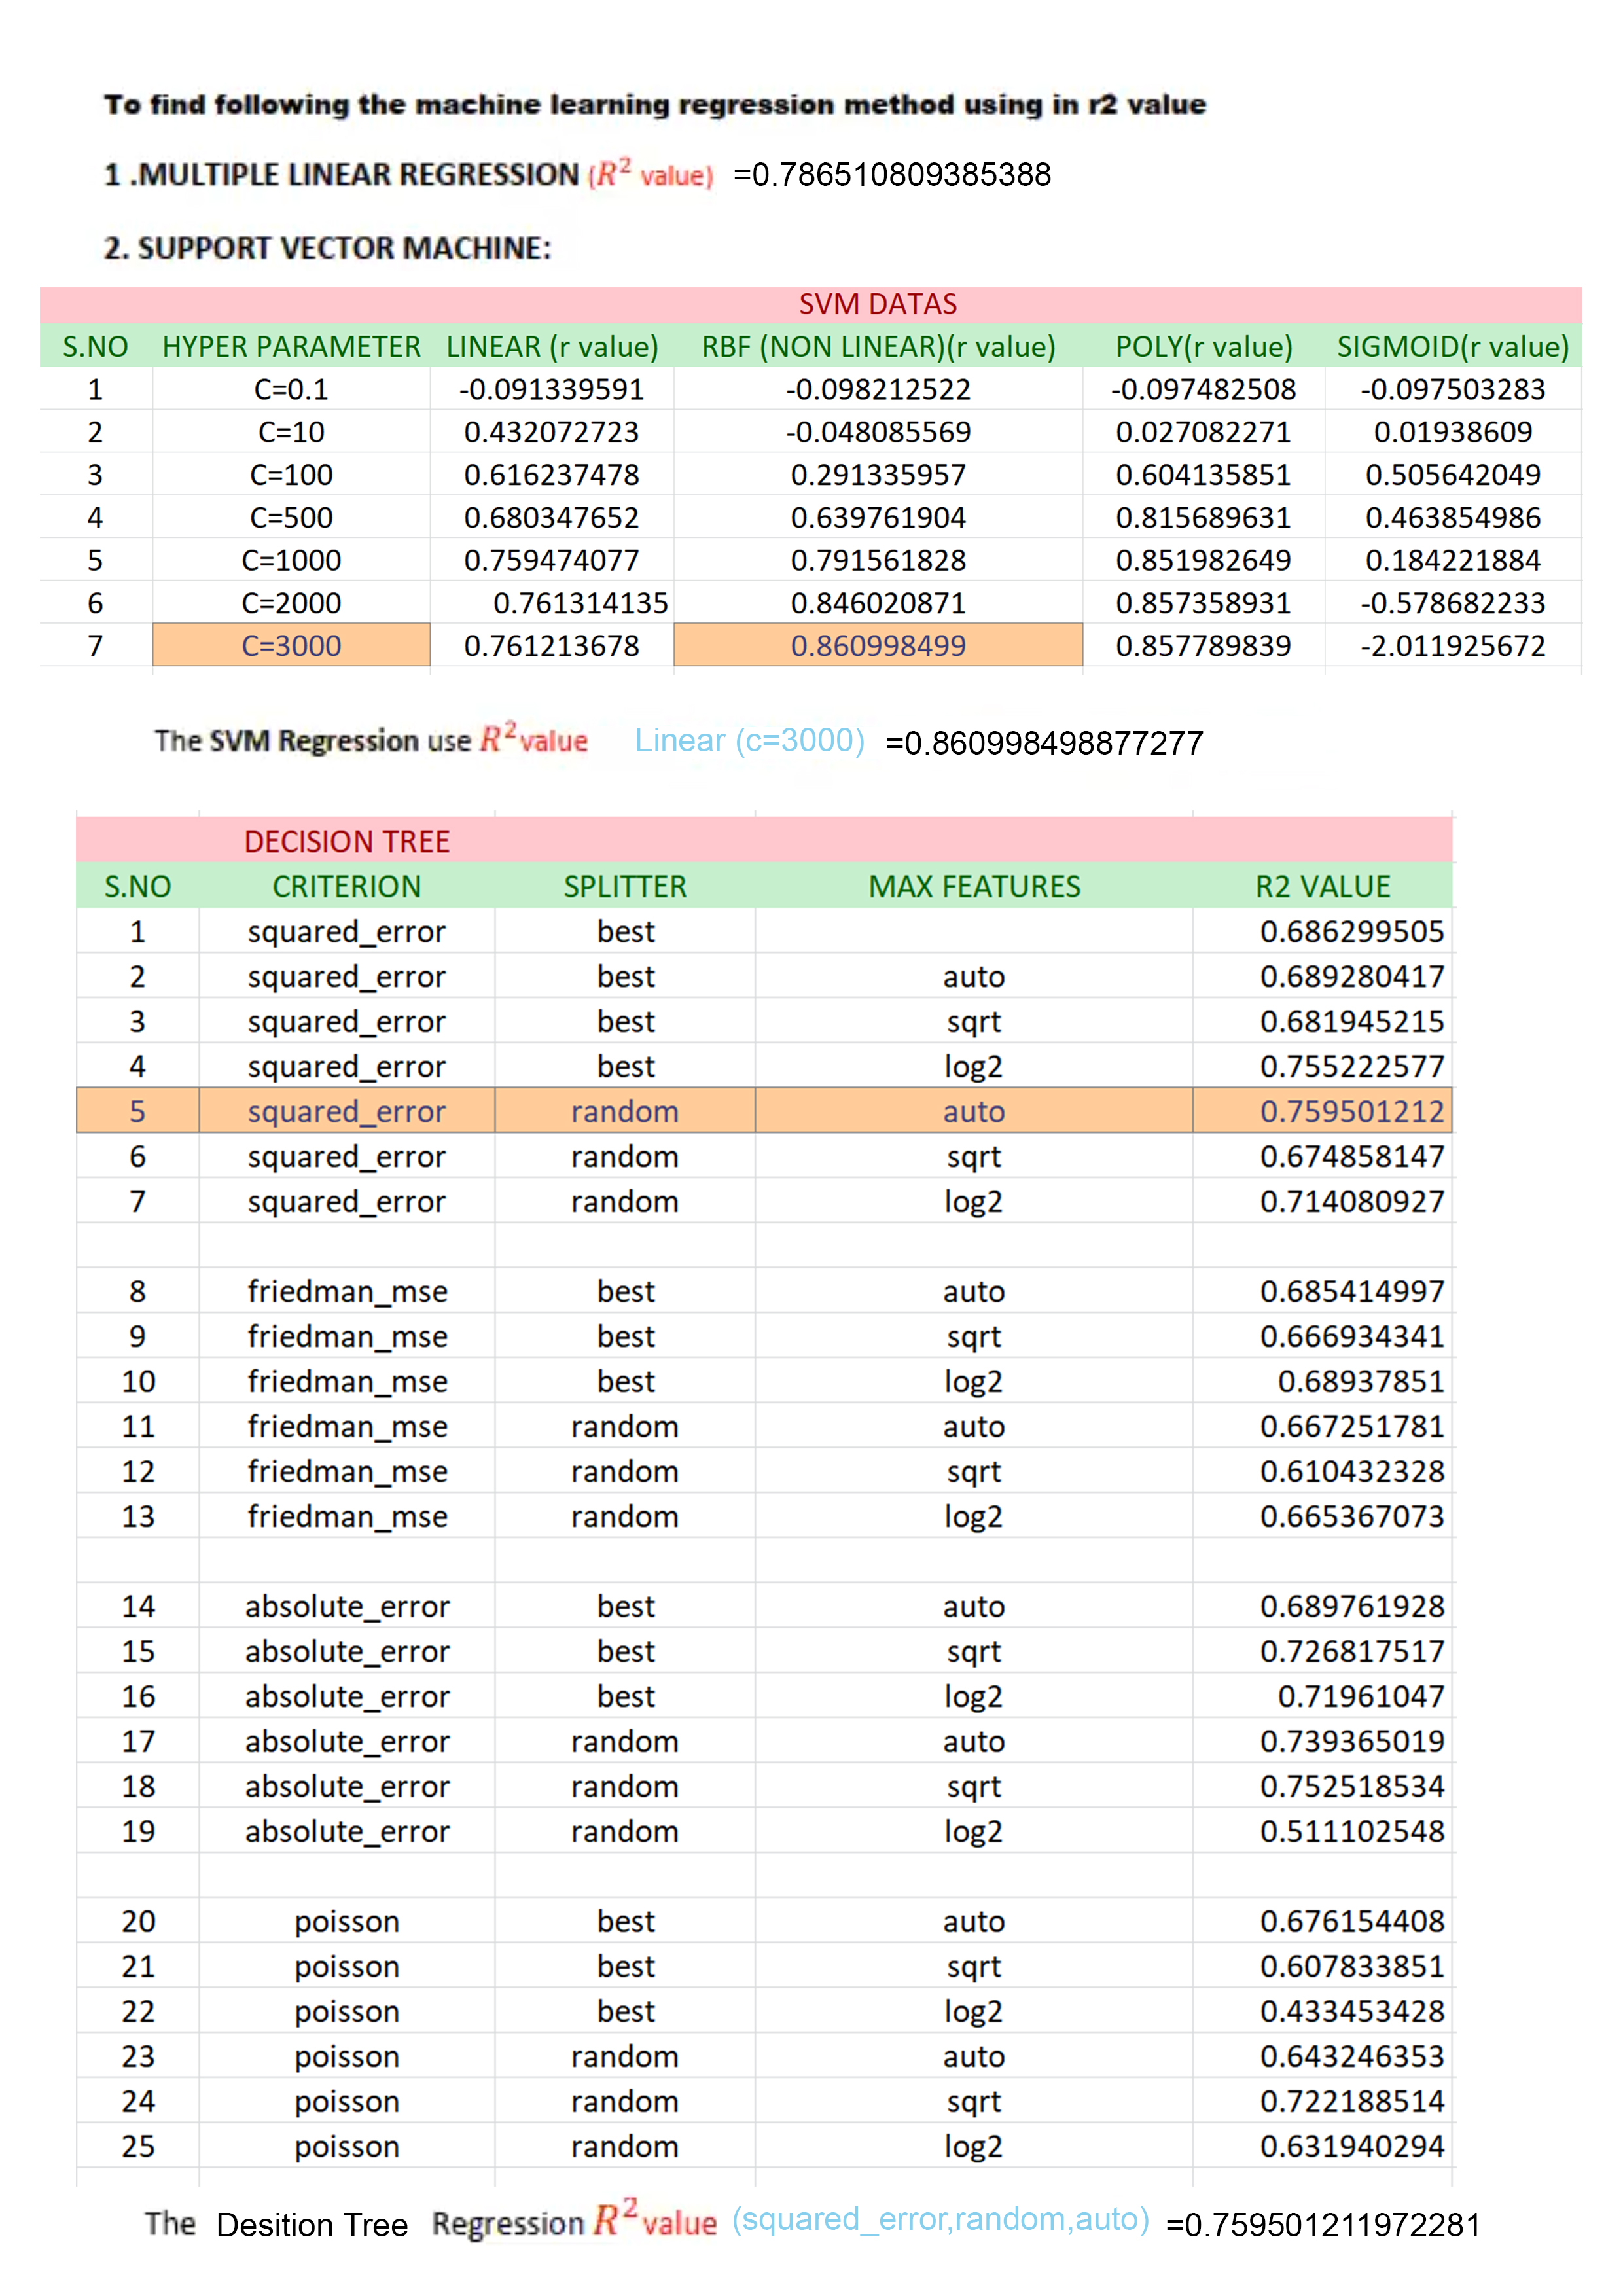 To find following the machine learning regression method using in r2 value
1 .MULTIPLE LINEAR REGRESSION (R² value) =0.786510809385388
2. SUPPORT VECTOR MACHINE:
SVM DATAS
S.NO HYPER PARAMETER LINEAR (r value) RBF (NON LINEAR)(r value) POLY(r value) SIGMOID(r value)
1 C=0.1 -0.091339591 -0.098212522 -0.097482508 -0.097503283
2 C=10 0.432072723 -0.048085569 0.027082271 0.01938609
3 C=100 0.616237478 0.291335957 0.604135851 0.505642049
4 C=500 0.680347652 0.639761904 0.815689631 0.463854986
5 C=1000 0.759474077 0.791561828 0.851982649 0.184221884
6 C=2000 0.761314135 0.846020871 0.857358931 -0.578682233
7 C=3000 0.761213678 0.860998499 0.857789839 -2.011925672
The SVM Regression use R² value Linear (c=3000) =0.860998498877277
DECISION TREE
S.NO CRITERION SPLITTER MAX FEATURES R2 VALUE
1 squared_error best 0.686299505
2 squared_error best auto 0.689280417
3 squared_error best sqrt 0.681945215
4 squared_error best log2 0.755222577
5 squared_error random auto 0.759501212
6 squared_error random sqrt 0.674858147
7 squared_error random log2 0.714080927
8 friedman_mse best auto 0.685414997
9 friedman_mse best sqrt 0.666934341
10 friedman_mse best log2 0.68937851
11 friedman_mse random auto 0.667251781
12 friedman_mse random sqrt 0.610432328
13 friedman_mse random log2 0.665367073
14 absolute_error best auto 0.689761928
15 absolute_error best sqrt 0.726817517
16 absolute_error best log2 0.71961047
17 absolute_error random auto 0.739365019
18 absolute_error random sqrt 0.752518534
19 absolute_error random log2 0.511102548
20 poisson best auto 0.676154408
21 poisson best sqrt 0.607833851
22 poisson best log2 0.433453428
23 poisson random auto 0.643246353
24 poisson random sqrt 0.722188514
25 poisson random log2 0.631940294
The Desition Tree Regression R² value (squared_error,random,auto) =0.759501211972281